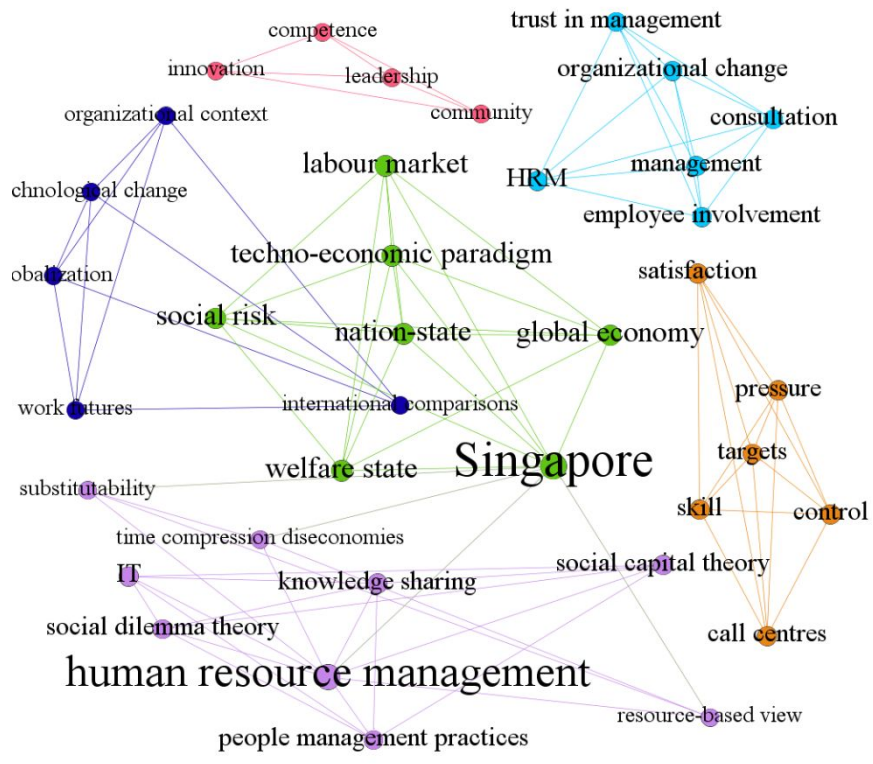 competence
trust in management
innovation
leadership
organizational change
organizational context
community
consultation
labour market
management
HRM
chnological change
employee involvement
techno-economic paradigm
obalization
satisfaction
social risk
nation-state
global economy
pressure
work futures
international comparisons
targets
welfare state
Singapore
substitutability
skill
control
time compression diseconomies
IT
knowledge sharing
social capital theory
social dilemma theory
call centres
human resource management
resource-based view
people management practices